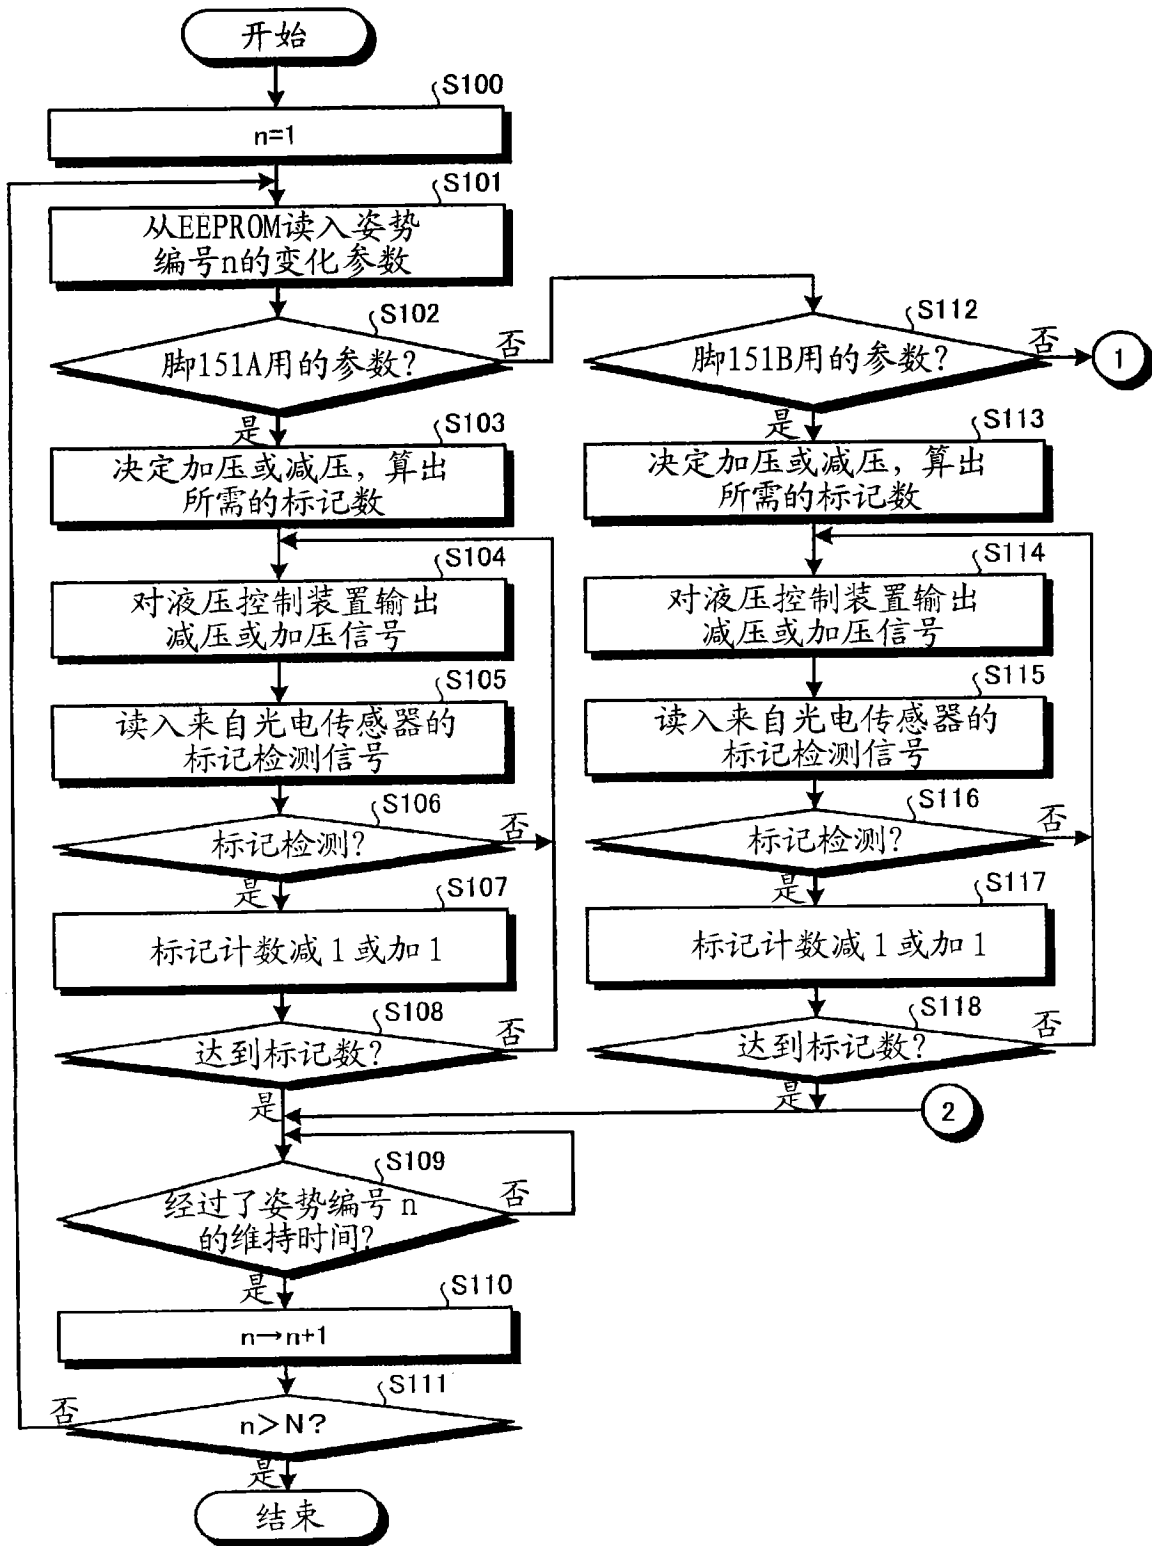 开始
S100
n=1
S101
从EEPROM读入姿势
编号n的变化参数
S102
脚151A用的参数?
否
是
S103
决定加压或减压，算出
所需的标记数
S104
对液压控制装置输出
减压或加压信号
S105
读入来自光电传感器的
标记检测信号
S106
标记检测?
否
是
S107
标记计数减1或加1
S108
达到标记数?
否
是
S109
经过了姿势编号n
的维持时间?
否
是
S110
n→n+1
S111
n>N?
否
是
结束
S112
脚151B用的参数?
否
1
是
S113
决定加压或减压，算出
所需的标记数
S114
对液压控制装置输出
减压或加压信号
S115
读入来自光电传感器的
标记检测信号
S116
标记检测?
否
是
S117
标记计数减1或加1
S118
达到标记数?
否
是
2